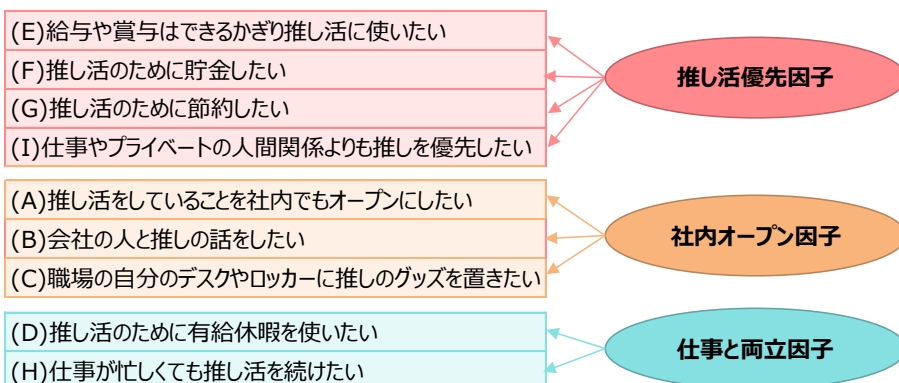 (E)給与や賞与はできるかぎり推し活に使いたい
(F)推し活のために貯金したい
(G)推し活のために節約したい
(I)仕事やプライベートの人間関係よりも推しを優先したい
推し活優先因子
(A)推し活をしていることを社内でもオープンにしたい
(B)会社の人と推しの話をしたい
(C)職場の自分のデスクやロッカーに推しのグッズを置きたい
社内オープン因子
(D)推し活のために有給休暇を使いたい
(H)仕事が忙しくても推し活を続けたい
仕事と両立因子